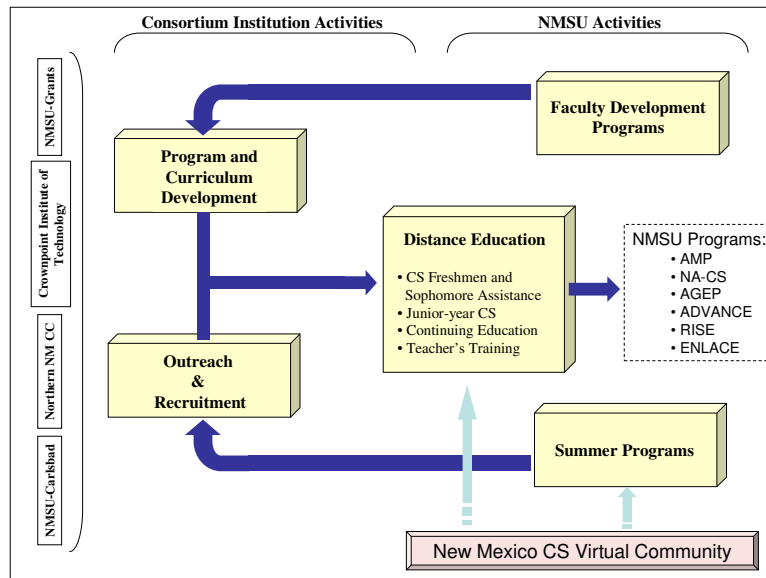 Consortium Institution Activities
NMSU Activities
NMSU-Grants
Crownpoint Institute of
Technology
Northern NM CC
NMSU-Carlsbad
Faculty Development
Programs
Program and
Curriculum
Development
Distance Education
• CS Freshmen and
Sophomore Assistance
• Junior-year CS
• Continuing Education
• Teacher's Training
NMSU Programs:
• AMP
• NA-CS
• AGEP
• ADVANCE
• RISE
• ENLACE
Outreach
&
Recruitment
Summer Programs
New Mexico CS Virtual Community